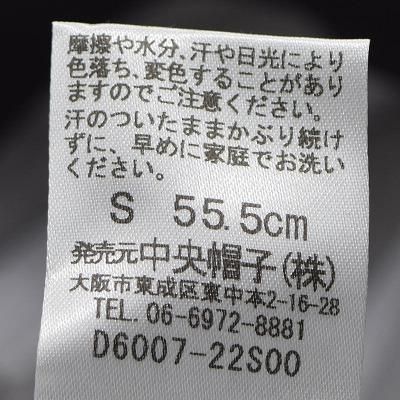 摩擦や水分、汗や日光により
色落ち、変色することがあり
ますのでご注意ください。
汗のついたままかぶり続け
ずに、早めに家庭でお洗い
ください。
S 55.5cm
発売元中央帽子(株)
大阪市東成区東中本2-16-28
TEL. 06-6972-8881
D6007-22S00